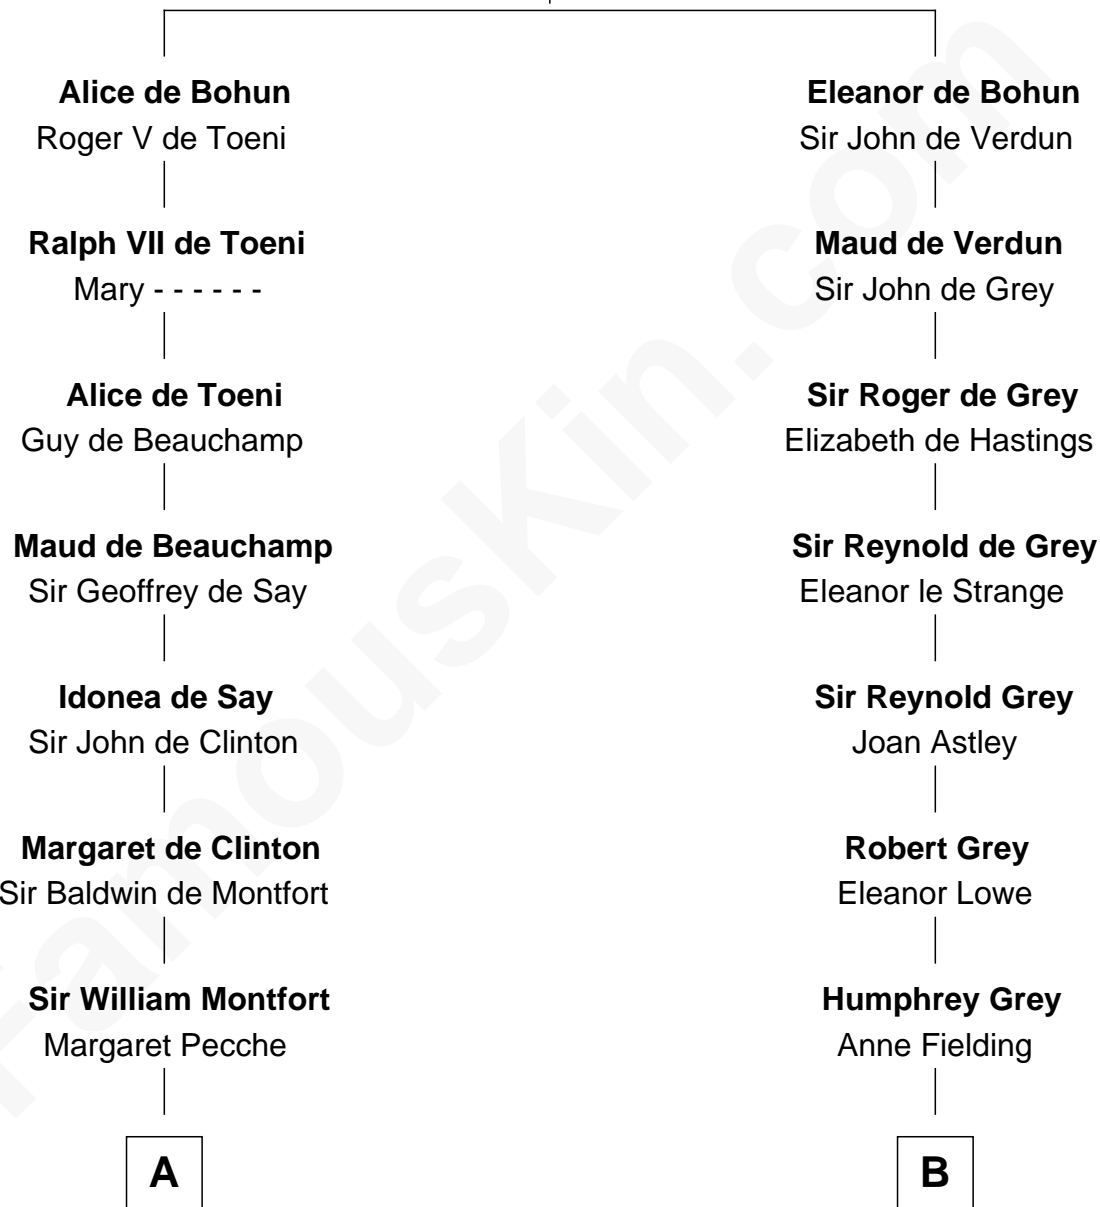 Alice de Bohun
Roger V de Toeni
Ralph VII de Toeni
Mary - - - - - -
Alice de Toeni
Guy de Beauchamp
Maud de Beauchamp
Sir Geoffrey de Say
Idonea de Say
Sir John de Clinton
Margaret de Clinton
Sir Baldwin de Montfort
Sir William Montfort
Margaret Pecche
A
Eleanor de Bohun
Sir John de Verdun
Maud de Verdun
Sir John de Grey
Sir Roger de Grey
Elizabeth de Hastings
Sir Reynold de Grey
Eleanor le Strange
Sir Reynold Grey
Joan Astley
Robert Grey
Eleanor Lowe
Humphrey Grey
Anne Fielding
B
FamousKin.com